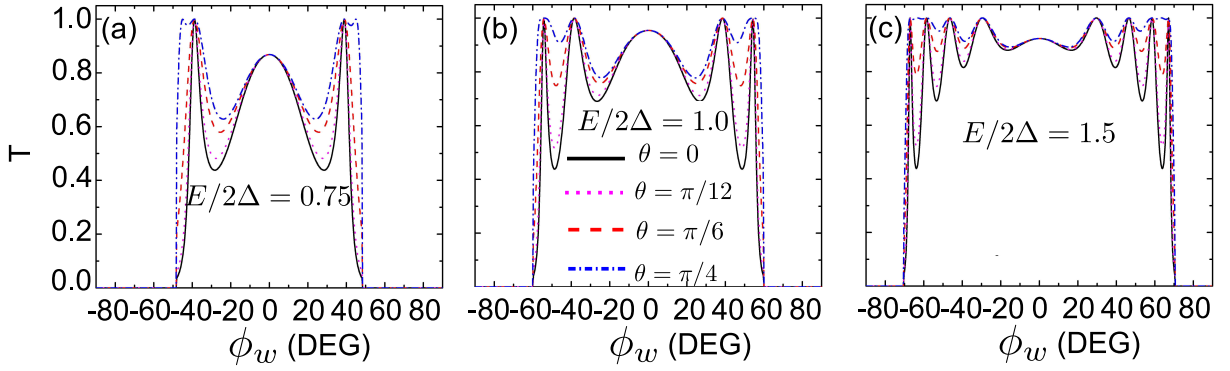 (a)
(b)
(c)
T
1.0
0.8
0.6
0.4
0.2
0.0
E/2Δ = 0.75
E/2Δ = 1.0
θ = 0
θ = π/12
θ = π/6
θ = π/4
E/2Δ = 1.5
-80 -60 -40 -20 0 20 40 60 80
-80 -60 -40 -20 0 20 40 60 80
-80 -60 -40 -20 0 20 40 60 80
ϕw (DEG)
ϕw (DEG)
ϕw (DEG)